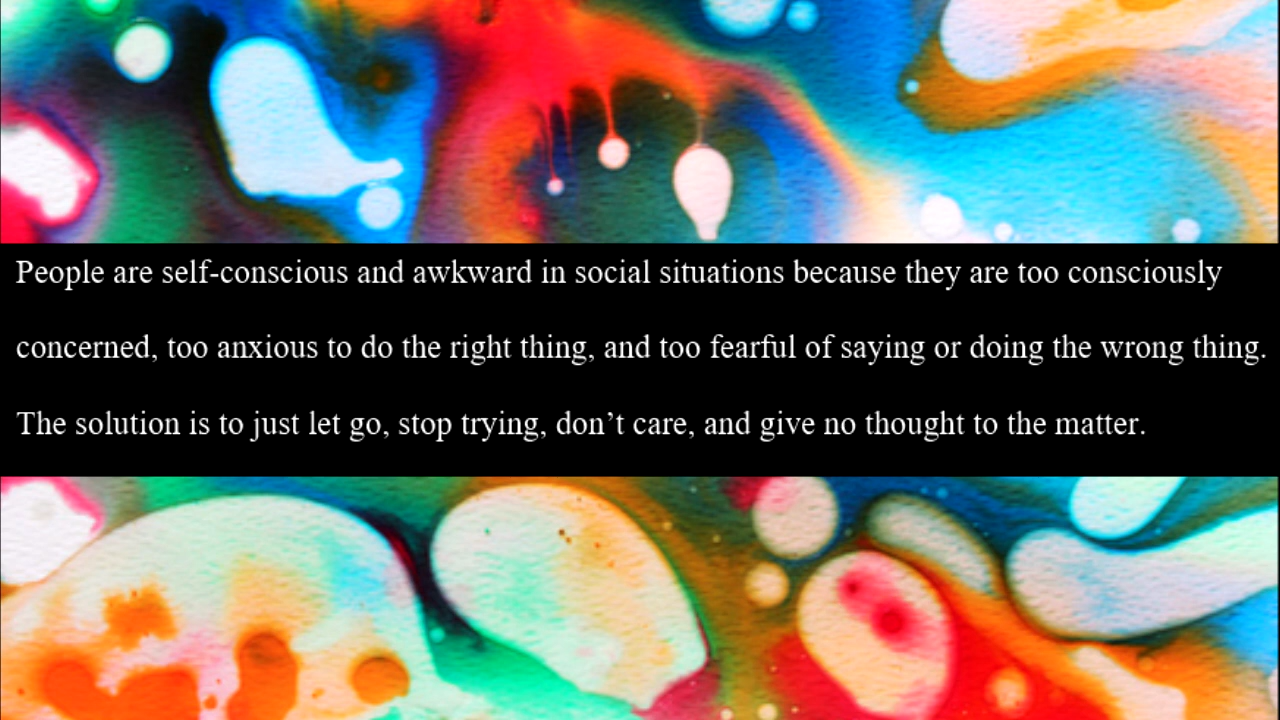 People are self-conscious and awkward in social situations because they are too consciously
concerned, too anxious to do the right thing, and too fearful of saying or doing the wrong thing.
The solution is to just let go, stop trying, don’t care, and give no thought to the matter.